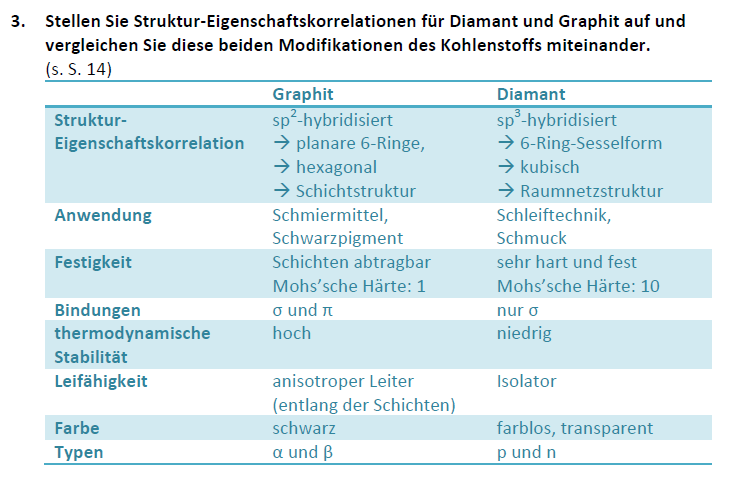 3. Stellen Sie Struktur-Eigenschaftskorrelationen für Diamant und Graphit auf und
vergleichen Sie diese beiden Modifikationen des Kohlenstoffs miteinander.
(s. S. 14)
Graphit Diamant
Struktur- sp²-hybridisiert sp³-hybridisiert
Eigenschaftskorrelation → planare 6-Ringe, → 6-Ring-Sesselform
→ hexagonal → kubisch
→ Schichtstruktur → Raumnetzstruktur
Anwendung Schmiermittel, Schleiftechnik,
Schwarzpigment Schmuck
Festigkeit Schichten abtragbar sehr hart und fest
Mohs’sche Härte: 1 Mohs’sche Härte: 10
Bindungen σ und π nur σ
thermodynamische hoch niedrig
Stabilität
Leifähigkeit anisotroper Leiter Isolator
(entlang der Schichten)
Farbe schwarz farblos, transparent
Typen α und β p und n